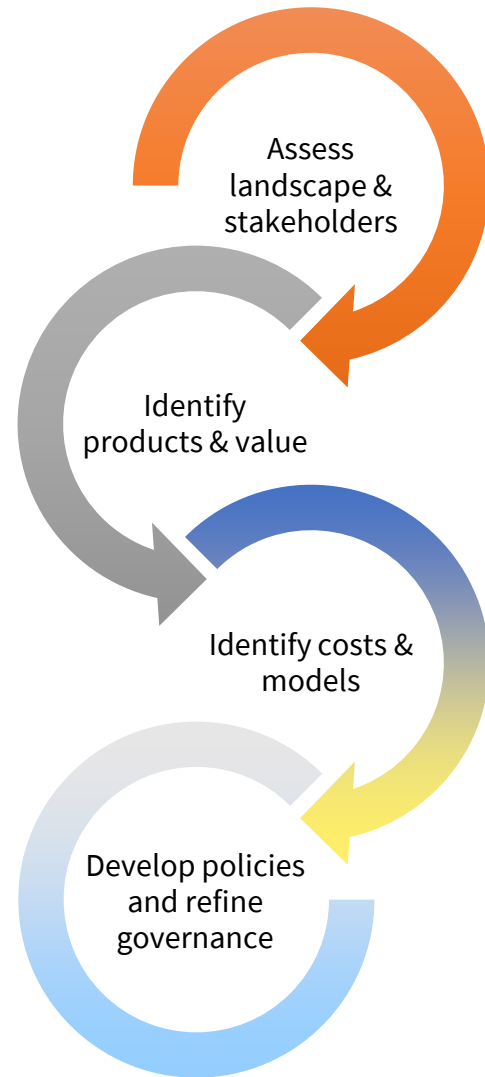 Assess
landscape &
stakeholders
Identify
products & value
Identify costs &
models
Develop policies
and refine
governance